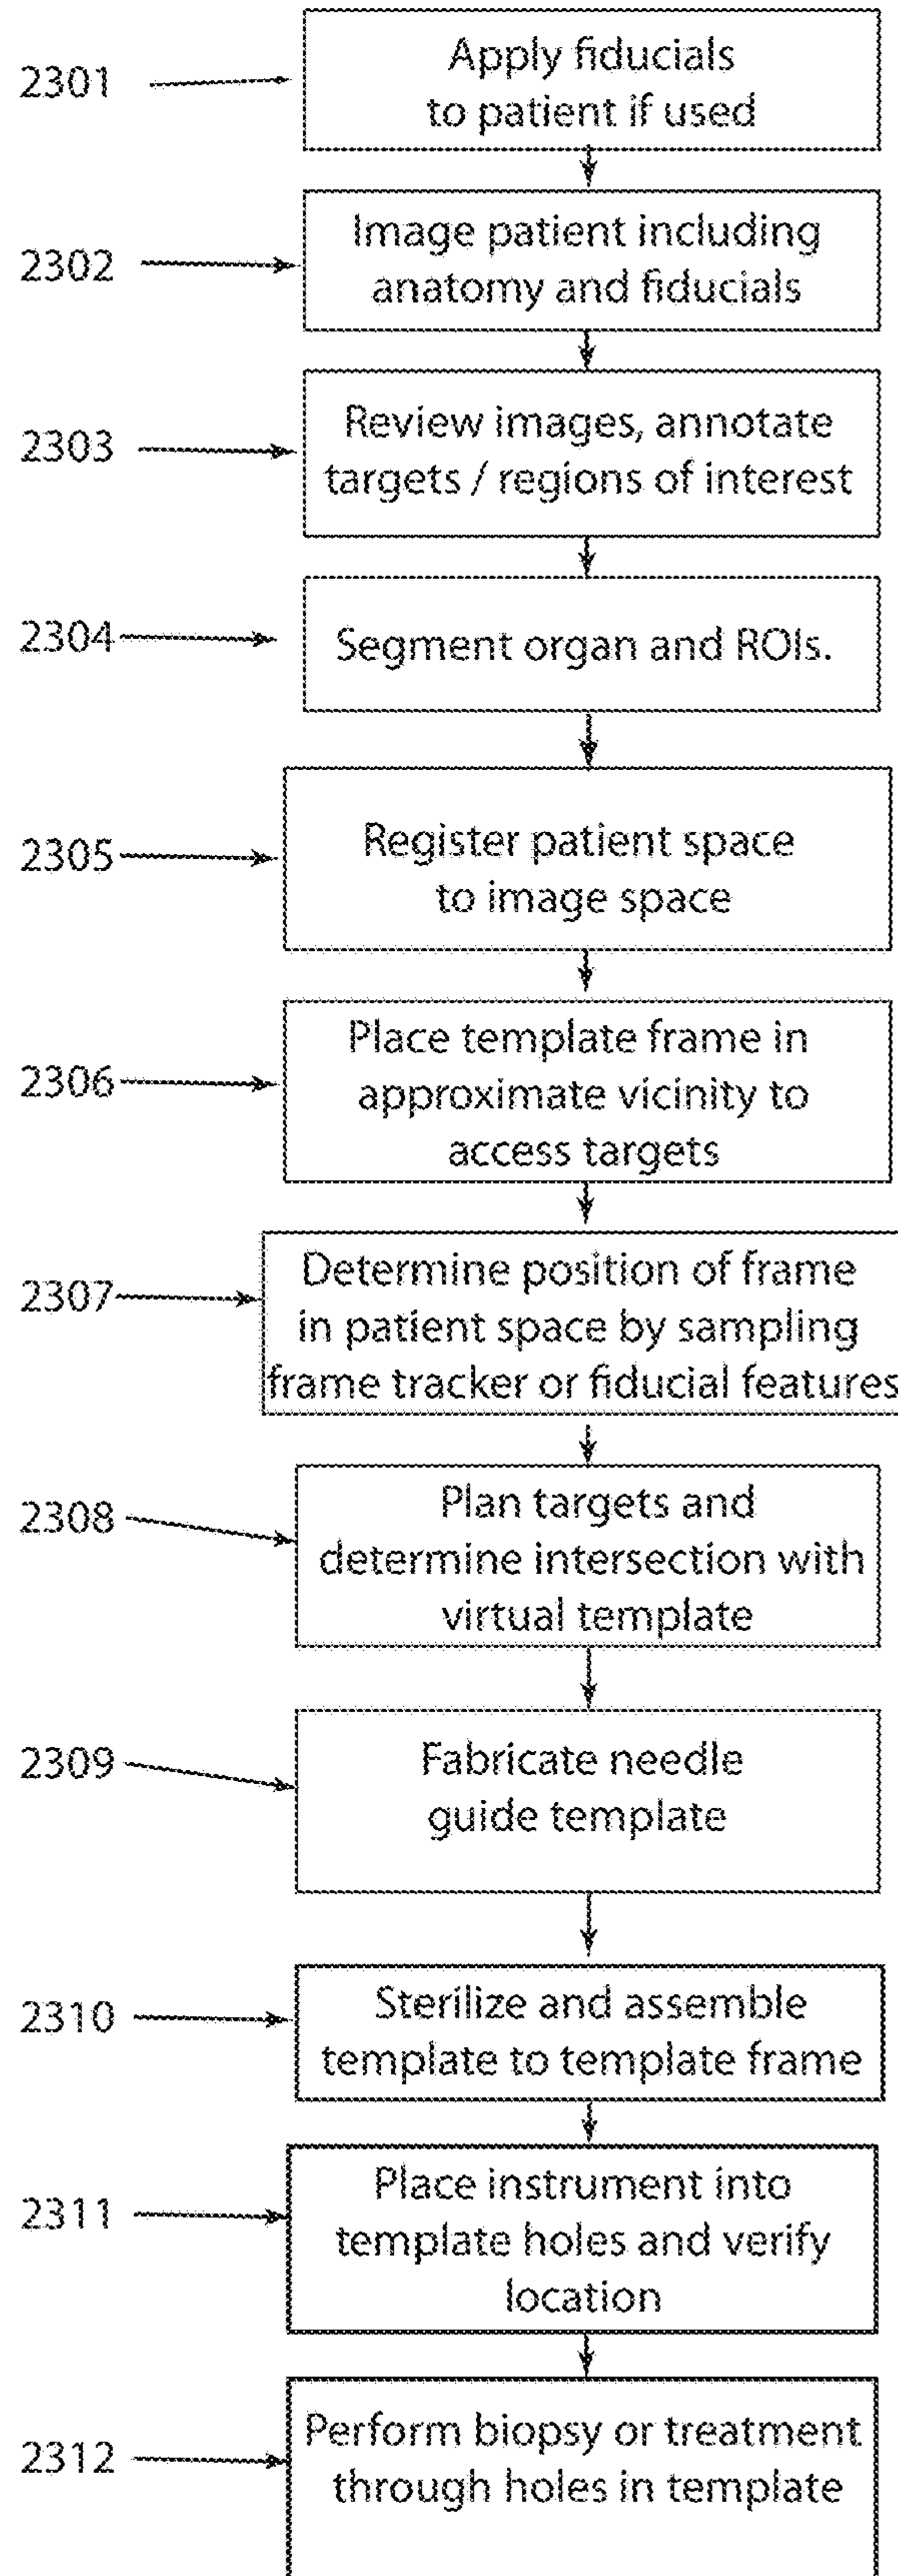 2301
Apply fiducials
to patient if used
2302
Image patient including
anatomy and fiducials
2303
Review images, annotate
targets / regions of interest
2304
Segment organ and ROIs.
2305
Register patient space
to image space
2306
Place template frame in
approximate vicinity to
access targets
2307
Determine position of frame
in patient space by sampling
frame tracker or fiducial features
2308
Plan targets and
determine intersection with
virtual template
2309
Fabricate needle
guide template
2310
Sterilize and assemble
template to template frame
2311
Place instrument into
template holes and verify
location
2312
Perform biopsy or treatment
through holes in template